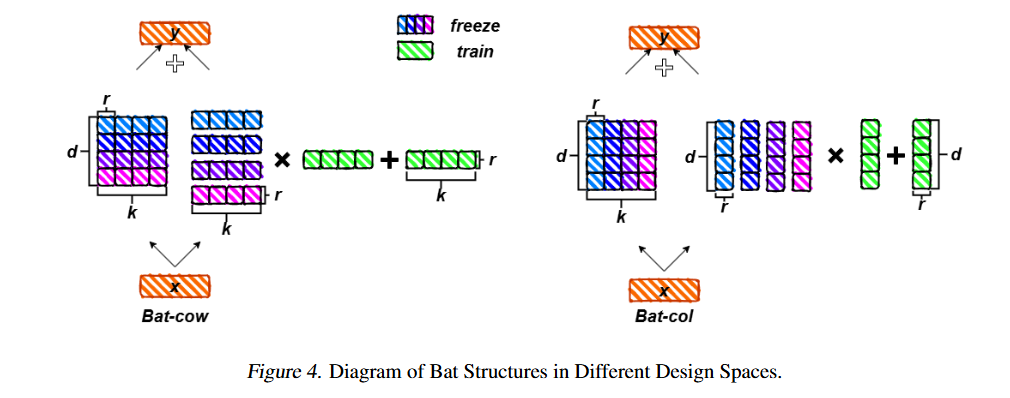 y
freeze
train
r
d
k
r
k
r
k
x
Bat-cow
y
r
d
k
d
r
d
r
x
Bat-col
Figure 4. Diagram of Bat Structures in Different Design Spaces.